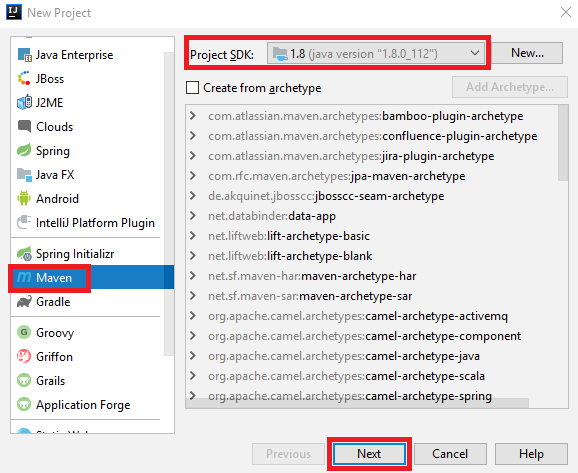 IJ New Project
Java Enterprise
JBoss
J2ME
Clouds
Spring
Java FX
Android
IntelliJ Platform Plugin
Spring Initializr
Maven
Gradle
Groovy
Griffon
Grails
Application Forge
Project SDK: 1.8 (java version "1.8.0_112") New...
Create from archetype Add Archetype...
com.atlassian.maven.archetypes:bamboo-plugin-archetype
com.atlassian.maven.archetypes:confluence-plugin-archetype
com.atlassian.maven.archetypes:jira-plugin-archetype
com.rfc.maven.archetypes:jpa-maven-archetype
de.akquinet.jbosscc:jbosscc-seam-archetype
net.databinder:data-app
net.liftweb:lift-archetype-basic
net.liftweb:lift-archetype-blank
net.sf.maven-har:maven-archetype-har
net.sf.maven-sar:maven-archetype-sar
org.apache.camel.archetypes:camel-archetype-activemq
org.apache.camel.archetypes:camel-archetype-component
org.apache.camel.archetypes:camel-archetype-java
org.apache.camel.archetypes:camel-archetype-scala
org.apache.camel.archetypes:camel-archetype-spring
Previous Next Cancel Help